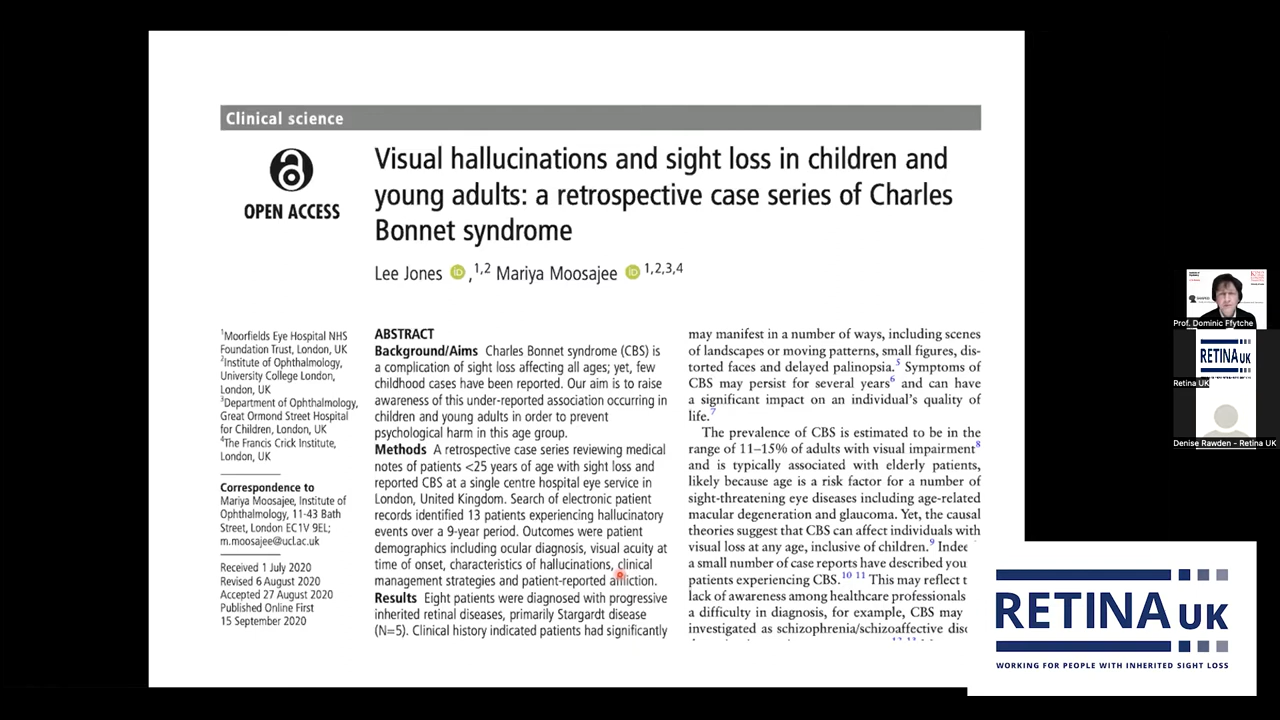 Clinical science
OPEN ACCESS
Visual hallucinations and sight loss in children and
young adults: a retrospective case series of Charles
Bonnet syndrome
Lee Jones iD ,1,2 Mariya Moosajee iD 1,2,3,4
1Moorfields Eye Hospital NHS
Foundation Trust, London, UK
2Institute of Ophthalmology,
University College London,
London, UK
3Department of Ophthalmology,
Great Ormond Street Hospital
for Children, London, UK
4The Francis Crick Institute,
London, UK
Correspondence to
Mariya Moosajee, Institute of
Ophthalmology, 11-43 Bath
Street, London EC1V 9EL;
m.moosajee@ucl.ac.uk
Received 1 July 2020
Revised 6 August 2020
Accepted 27 August 2020
Published Online First
15 September 2020
ABSTRACT
Background/Aims Charles Bonnet syndrome (CBS) is
a complication of sight loss affecting all ages; yet, few
childhood cases have been reported. Our aim is to raise
awareness of this under-reported association occurring in
children and young adults in order to prevent
psychological harm in this age group.
Methods A retrospective case series reviewing medical
notes of patients <25 years of age with sight loss and
reported CBS at a single centre hospital eye service in
London, United Kingdom. Search of electronic patient
records identified 13 patients experiencing hallucinatory
events over a 9-year period. Outcomes were patient
demographics including ocular diagnosis, visual acuity at
time of onset, characteristics of hallucinations, clinical
management strategies and patient-reported affliction.
Results Eight patients were diagnosed with progressive
inherited retinal diseases, primarily Stargardt disease
(N=5). Clinical history indicated patients had significantly
may manifest in a number of ways, including scenes
of landscapes or moving patterns, small figures, dis-
torted faces and delayed palinopsia.5 Symptoms of
CBS may persist for several years6 and can have
a significant impact on an individual's quality of
life.7
The prevalence of CBS is estimated to be in the
range of 11–15% of adults with visual impairment8
and is typically associated with elderly patients,
likely because age is a risk factor for a number of
sight-threatening eye diseases including age-related
macular degeneration and glaucoma. Yet, the causal
theories suggest that CBS can affect individuals with
visual loss at any age, inclusive of children.9 Indee
a small number of case reports have described you
patients experiencing CBS.10 11 This may reflect t
lack of awareness among healthcare professionals
a difficulty in diagnosis, for example, CBS may
investigated as schizophrenia/schizoaffective diso
Prof. Dominic Ffytche
RETINA UK
Retina UK
Denise Rawden - Retina UK
RETINA UK
WORKING FOR PEOPLE WITH INHERITED SIGHT LOSS